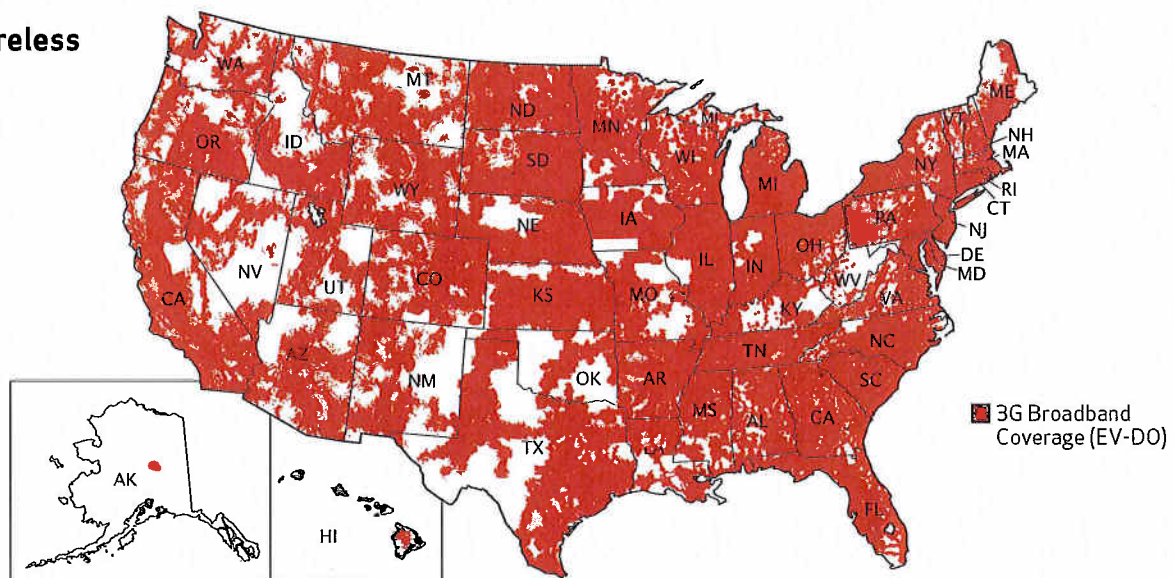 reless
WA
MT
ND
MN
MI
ME
VT
NH
MA
OR
ID
WY
SD
WI
MI
NY
RI
CT
NE
IA
PA
NJ
NV
UT
CO
IL
IN
OH
DE
MD
CA
KS
MO
WV
VA
KY
AZ
NM
OK
AR
TN
NC
SC
MS
AL
GA
TX
LA
FL
AK
HI
3G Broadband
Coverage (EV-DO)